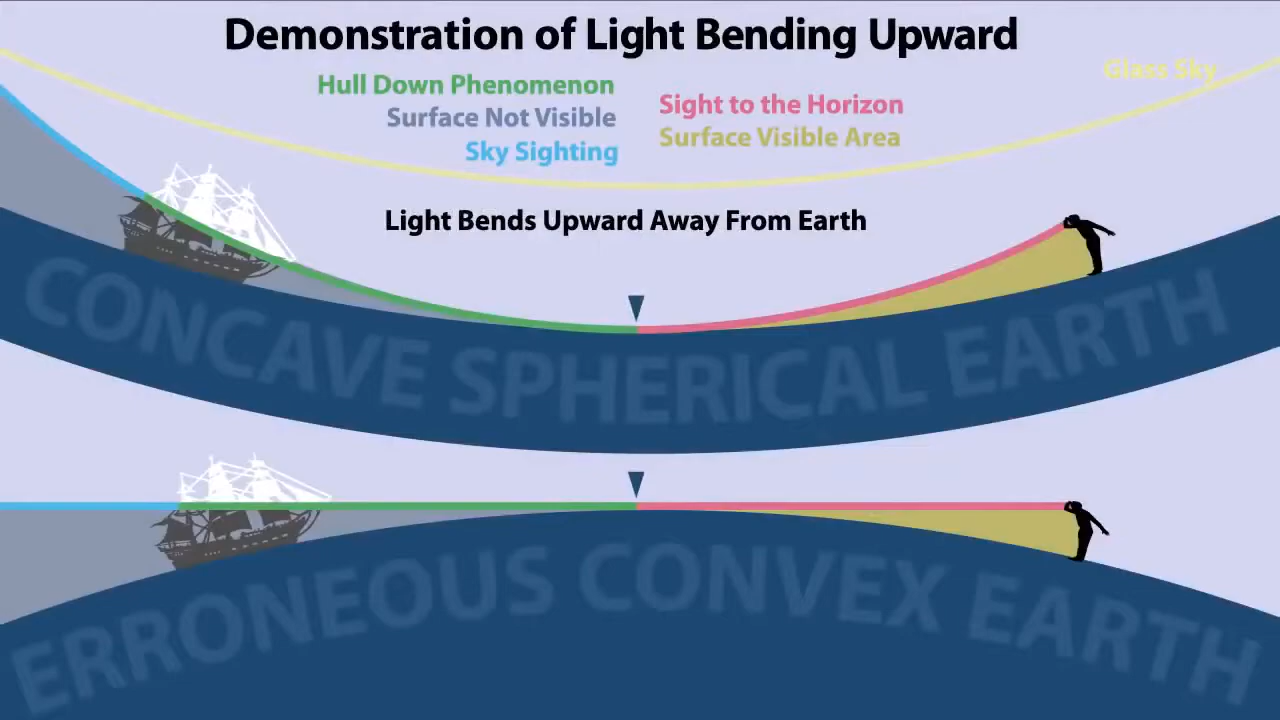 Demonstration of Light Bending Upward
Glass Sky
Hull Down Phenomenon
Surface Not Visible
Sky Sighting
Sight to the Horizon
Surface Visible Area
Light Bends Upward Away From Earth
CONCAVE SPHERICAL EARTH
ERRONEOUS CONVEX EARTH